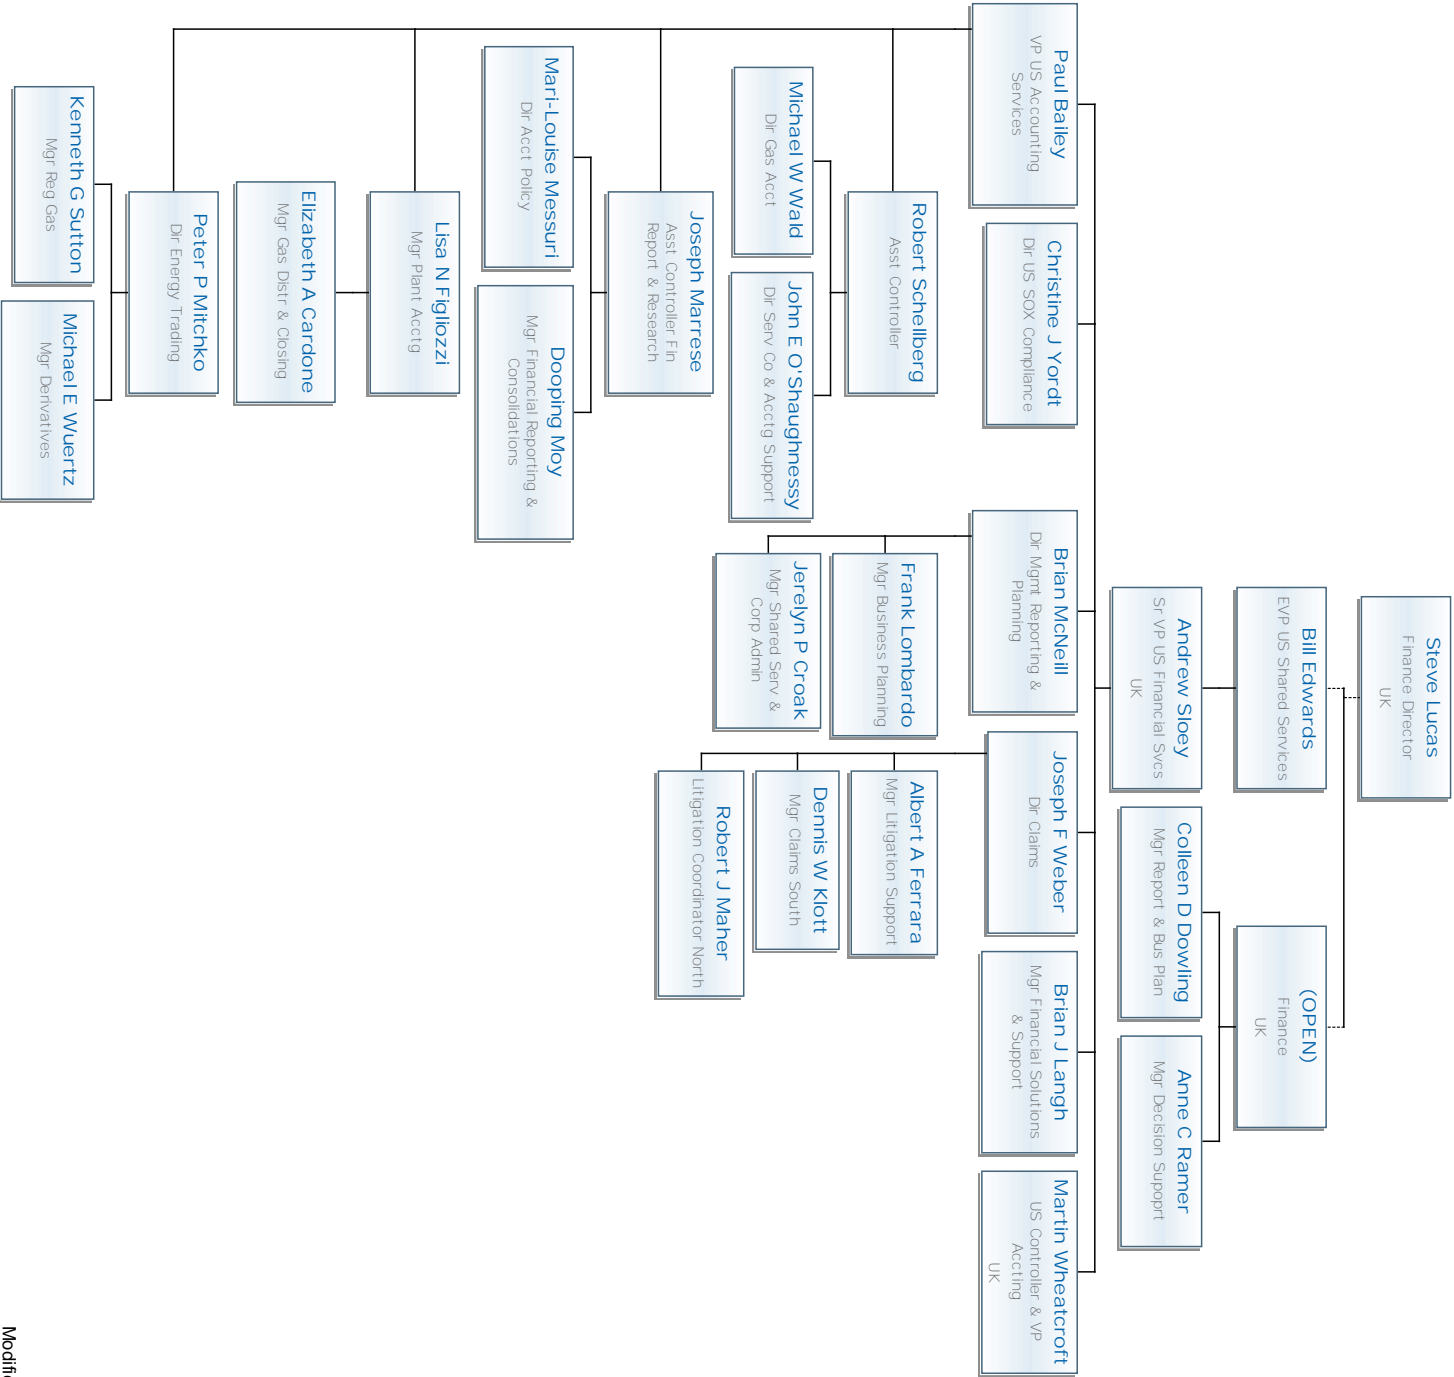 Steve Lucas
Finance Director
UK
Bill Edwards
EVP US Shared Services
(OPEN)
Finance
UK
Andrew Sloey
Sr VP US Financial Svcs
UK
Colleen D Dowling
Mgr Report & Bus Plan
Anne C Ramer
Mgr Decision Supoprt
Paul Bailey
VP US Accounting
Services
Christine J Yordt
Dir US SOX Compliance
Brian McNeill
Dir Mgmt Reporting &
Planning
Joseph F Weber
Dir Claims
Brian J Langh
Mgr Financial Solutions
& Support
Martin Wheatcroft
US Controller & VP
Accting
UK
Robert Schellberg
Asst Controller
Frank Lombardo
Mgr Business Planning
Albert A Ferrara
Mgr Litigation Support
Michael W Wald
Dir Gas Acct
John E O'Shaughnessy
Dir Serv Co & Acctg Support
Jerelyn P Croak
Mgr Shared Serv &
Corp Admin
Dennis W Klott
Mgr Claims South
Joseph Marrese
Asst Controller Fin
Report & Research
Robert J Maher
Litigation Coordinator North
Mari-Louise Messuri
Dir Acct Policy
Dooping Moy
Mgr Financial Reporting &
Consolidations
Lisa N Figliozzi
Mgr Plant Acctg
Elizabeth A Cardone
Mgr Gas Distr & Closing
Peter P Mitchko
Dir Energy Trading
Kenneth G Sutton
Mgr Reg Gas
Michael E Wuertz
Mgr Derivatives